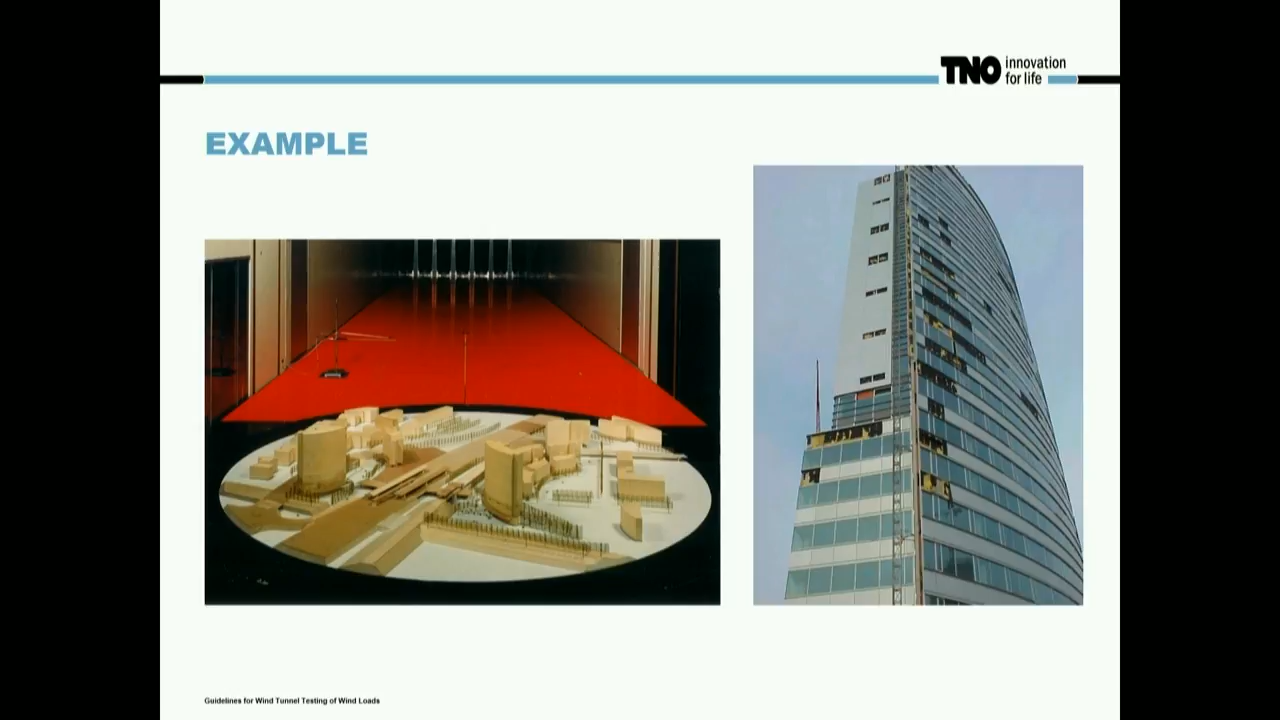 TNO innovation
for life
EXAMPLE
Guidelines for Wind Tunnel Testing of Wind Loads